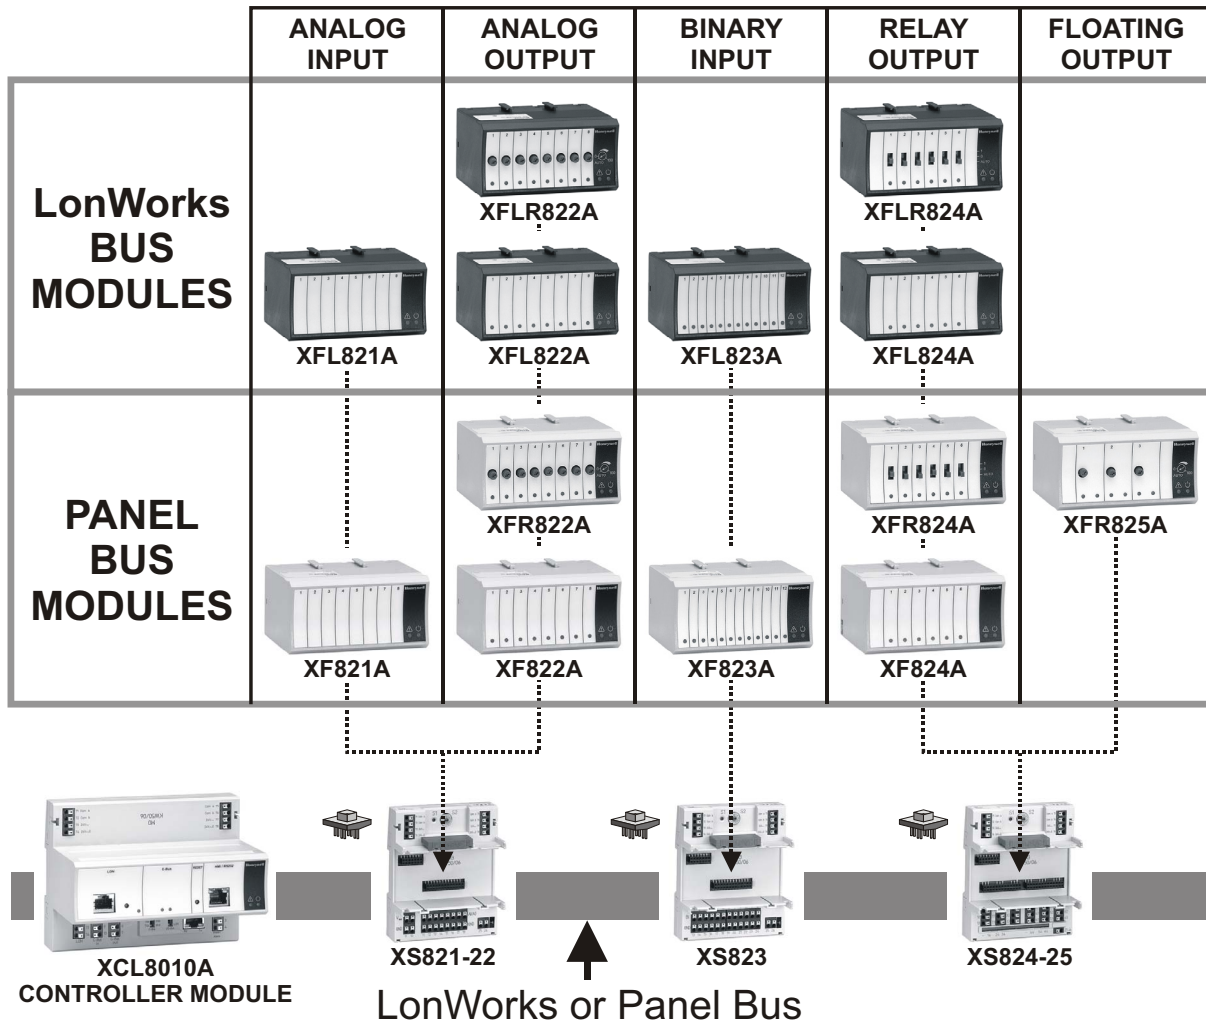 ANALOG INPUT
ANALOG OUTPUT
BINARY INPUT
RELAY OUTPUT
FLOATING OUTPUT
LonWorks
BUS
MODULES
XFLR822A
XFLR824A
XFL821A
XFL822A
XFL823A
XFL824A
PANEL
BUS
MODULES
XFR822A
XFR824A
XFR825A
XF821A
XF822A
XF823A
XF824A
XCL8010A
CONTROLLER MODULE
XS821-22
XS823
XS824-25
LonWorks or Panel Bus